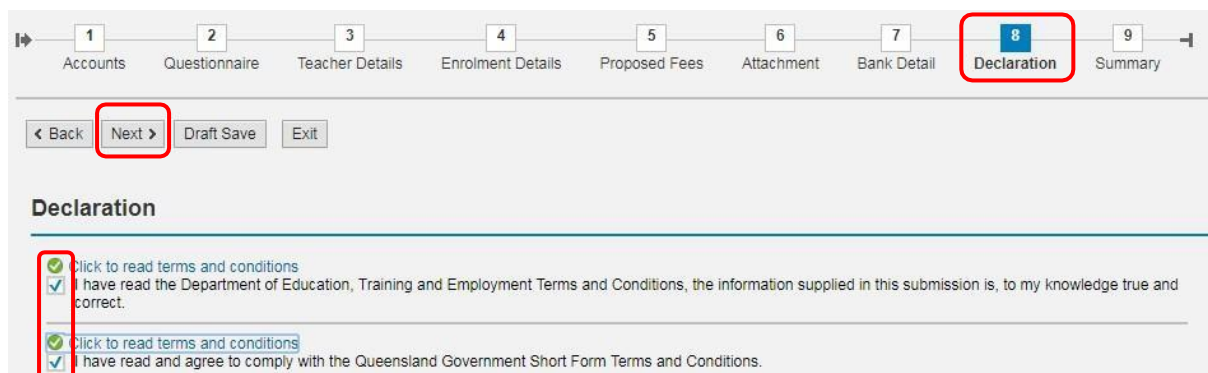 1 2 3 4 5 6 7 8 9
Accounts Questionnaire Teacher Details Enrolment Details Proposed Fees Attachment Bank Detail Declaration Summary
< Back Next > Draft Save Exit
Declaration
Click to read terms and conditions
I have read the Department of Education, Training and Employment Terms and Conditions, the information supplied in this submission is, to my knowledge true and
correct.
Click to read terms and conditions
I have read and agree to comply with the Queensland Government Short Form Terms and Conditions.